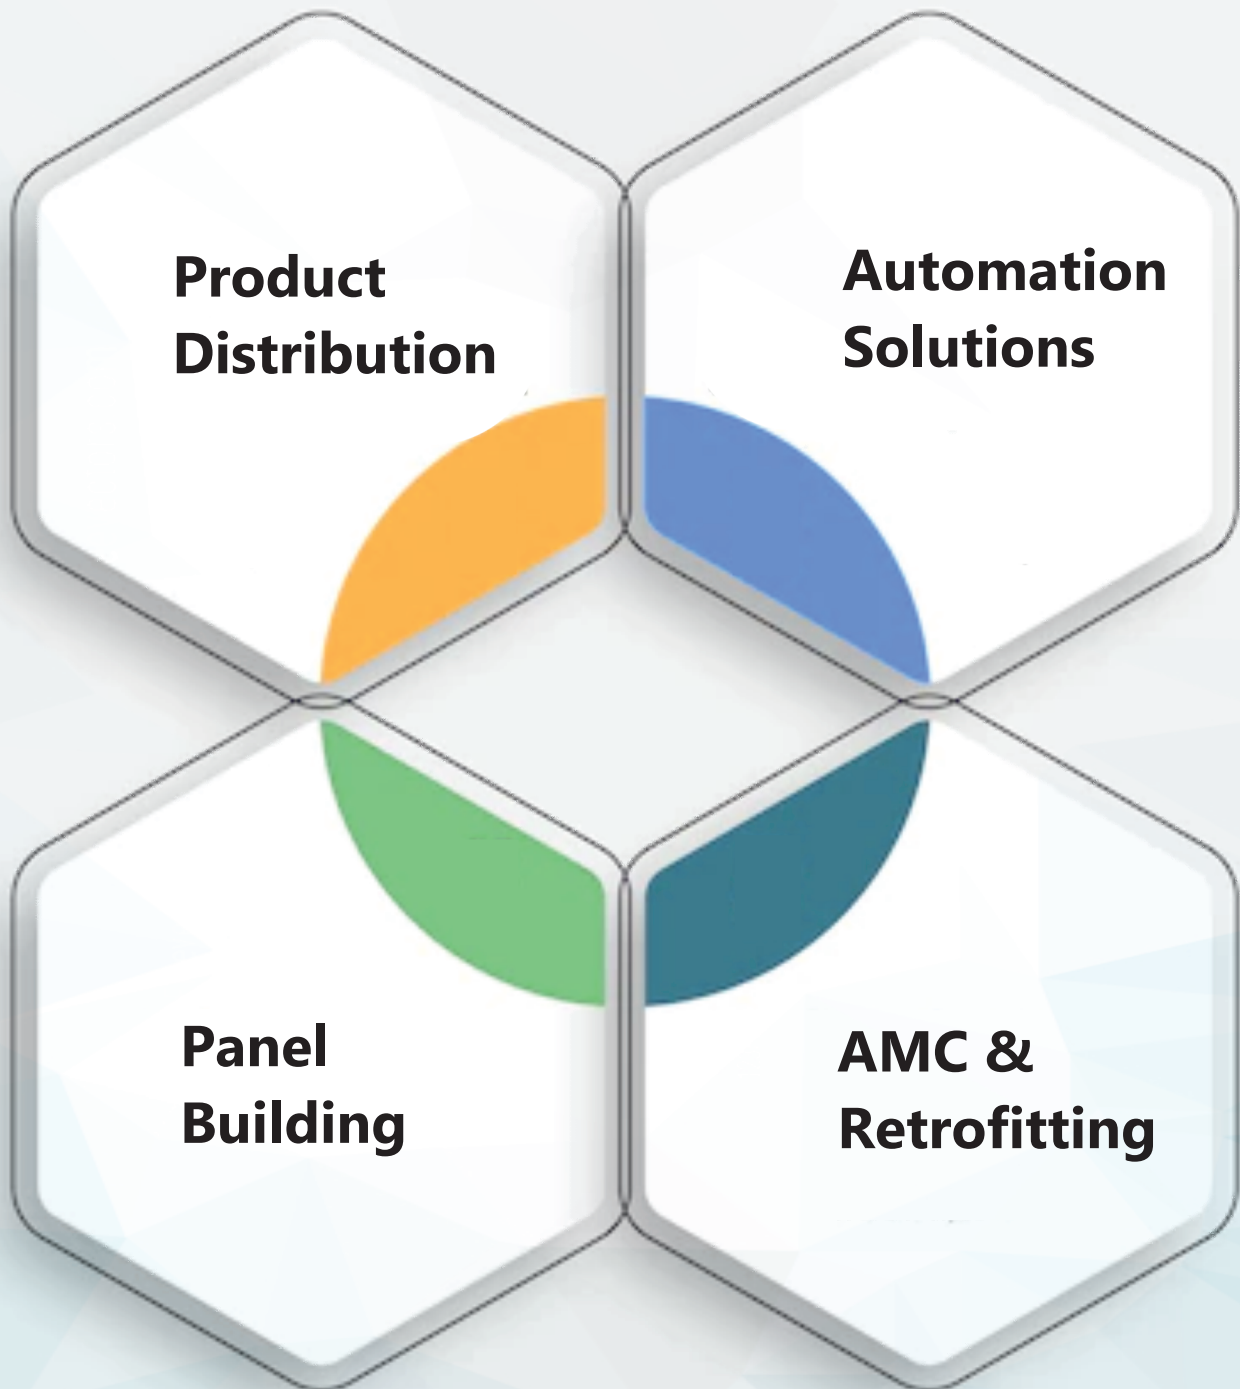 Product
Distribution
Automation
Solutions
Panel
Building
AMC &
Retrofitting